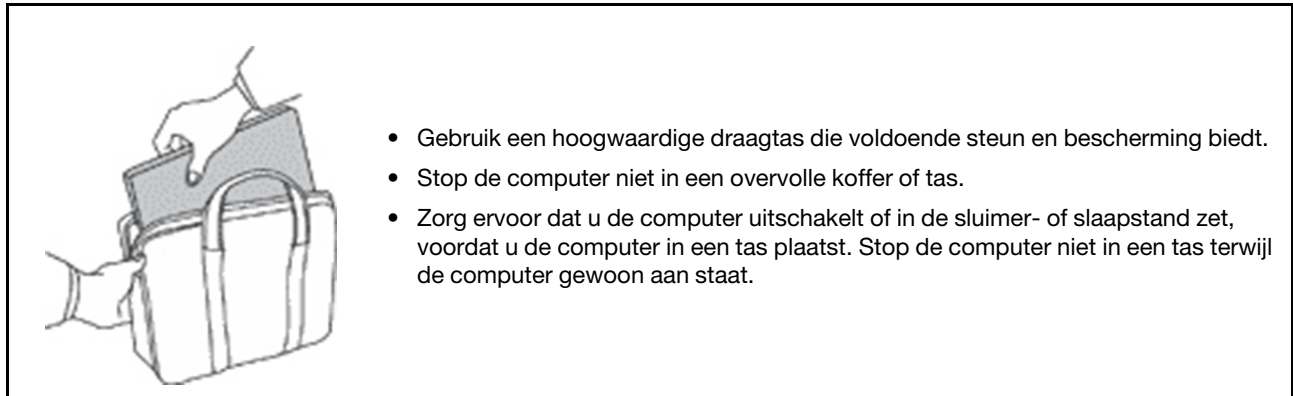 • Gebruik een hoogwaardige draagtas die voldoende steun en bescherming biedt.
• Stop de computer niet in een overvolle koffer of tas.
• Zorg ervoor dat u de computer uitschakelt of in de sluimer- of slaapstand zet,
voordat u de computer in een tas plaatst. Stop de computer niet in een tas terwijl
de computer gewoon aan staat.